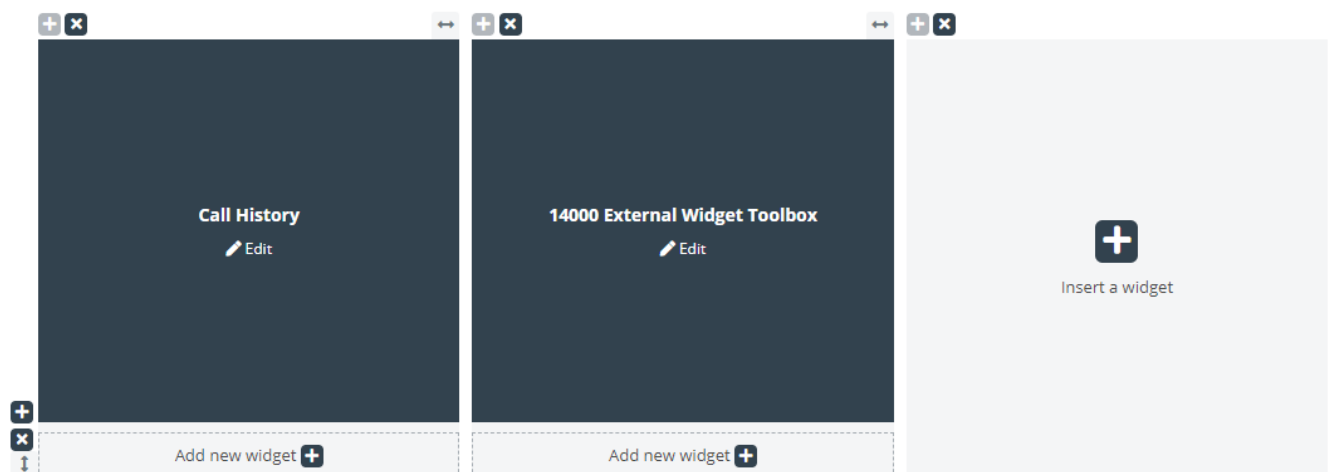 Call History
Edit
14000 External Widget Toolbox
Edit
Insert a widget
Add new widget
Add new widget